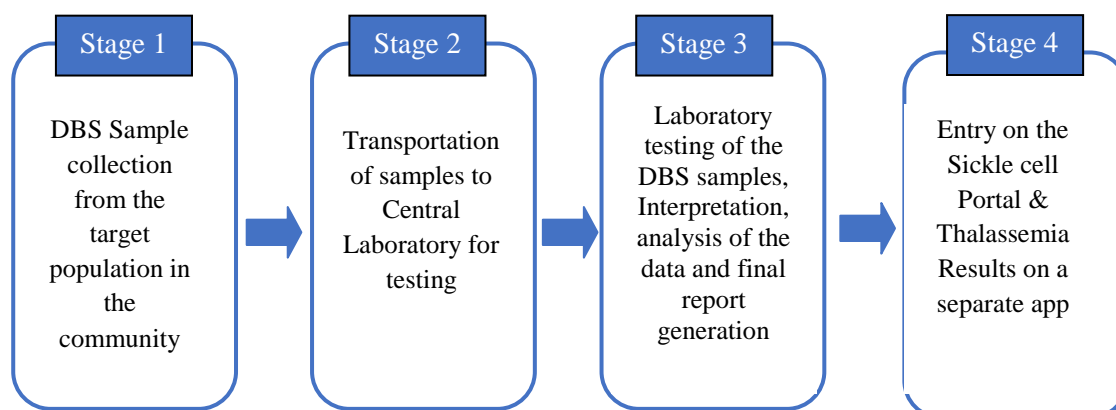 Stage 1
DBS Sample
collection
from the
target
population in
the
community
Stage 2
Transportation
of samples to
Central
Laboratory for
testing
Stage 3
Laboratory
testing of the
DBS samples,
Interpretation,
analysis of the
data and final
report
generation
Stage 4
Entry on the
Sickle cell
Portal &
Thalassemia
Results on a
separate app